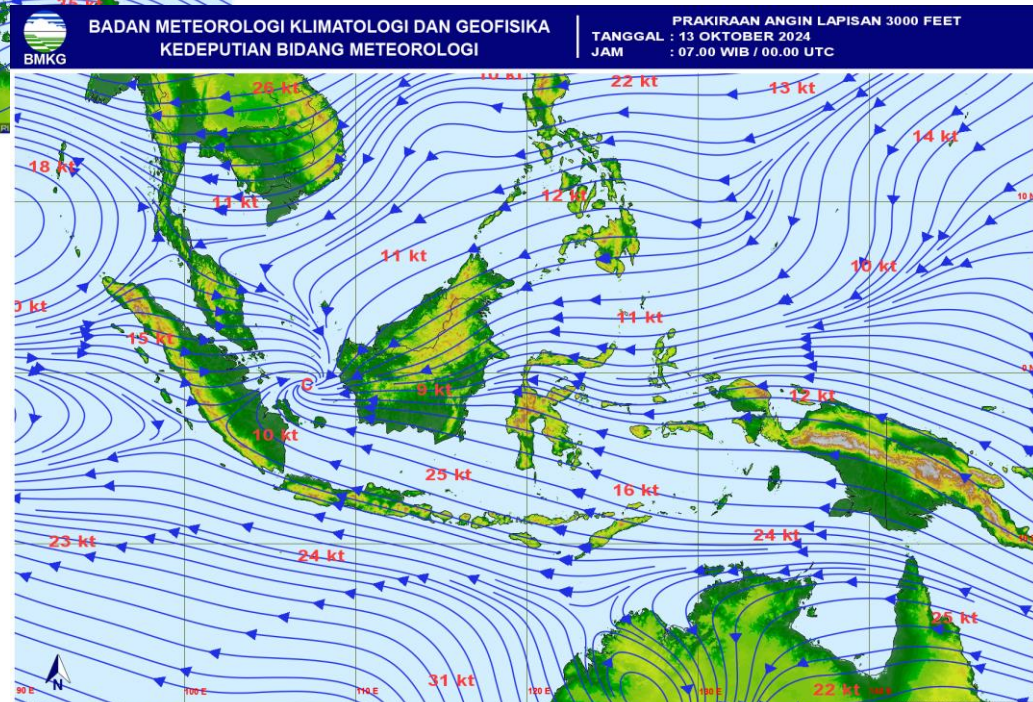 BMKG
BADAN METEOROLOGI KLIMATOLOGI DAN GEOFISIKA
KEDEPUTIAN BIDANG METEOROLOGI
PRAKIRAAN ANGIN LAPISAN 3000 FEET
TANGGAL : 13 OKTOBER 2024
JAM : 07.00 WIB / 00.00 UTC
26 kt
22 kt
13 kt
14 kt
18 kt
11 kt
12 kt
10 N
11 kt
10 kt
0 kt
11 kt
15 kt
C
9 kt
12 kt
10 kt
25 kt
16 kt
23 kt
24 kt
24 kt
25 kt
N
31 kt
22 kt
90 E
100 E
110 E
120 E
130 E